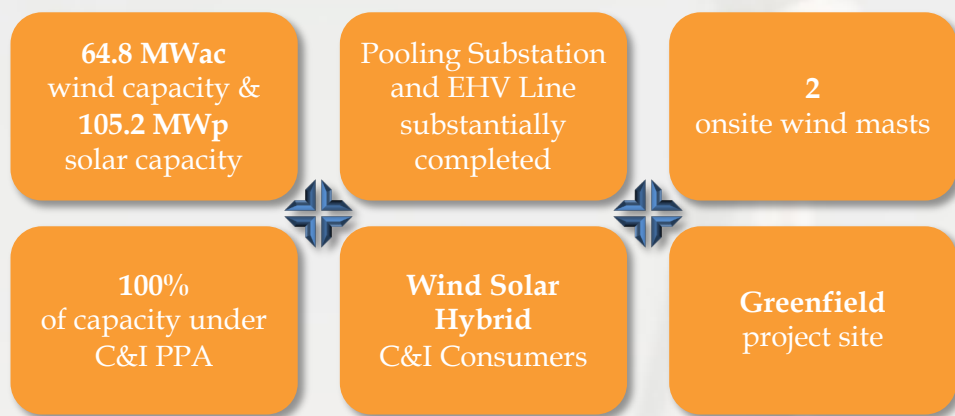 64.8 MWac
wind capacity &
105.2 MWp
solar capacity
Pooling Substation
and EHV Line
substantially
completed
2
onsite wind masts
100%
of capacity under
C&I PPA
Wind Solar
Hybrid
C&I Consumers
Greenfield
project site